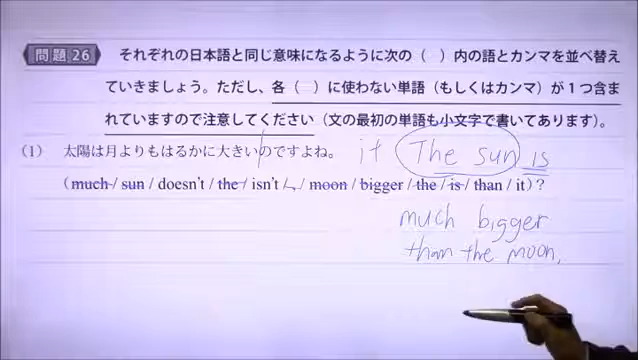 問題 26 それぞれの日本語と同じ意味になるように次の（ ）内の語とカンマを並べ替え
ていきましょう。ただし、各（ ）に使わない単語（もしくはカンマ）が１つ含ま
れていますので注意してください（文の最初の単語も小文字で書いてあります）。
(1) 太陽は月よりもはるかに大きいのですよね。 it The sun is
(much / sun / doesn't / the / isn't / , / moon / bigger / the / is / than / it)?
much bigger
than the moon,